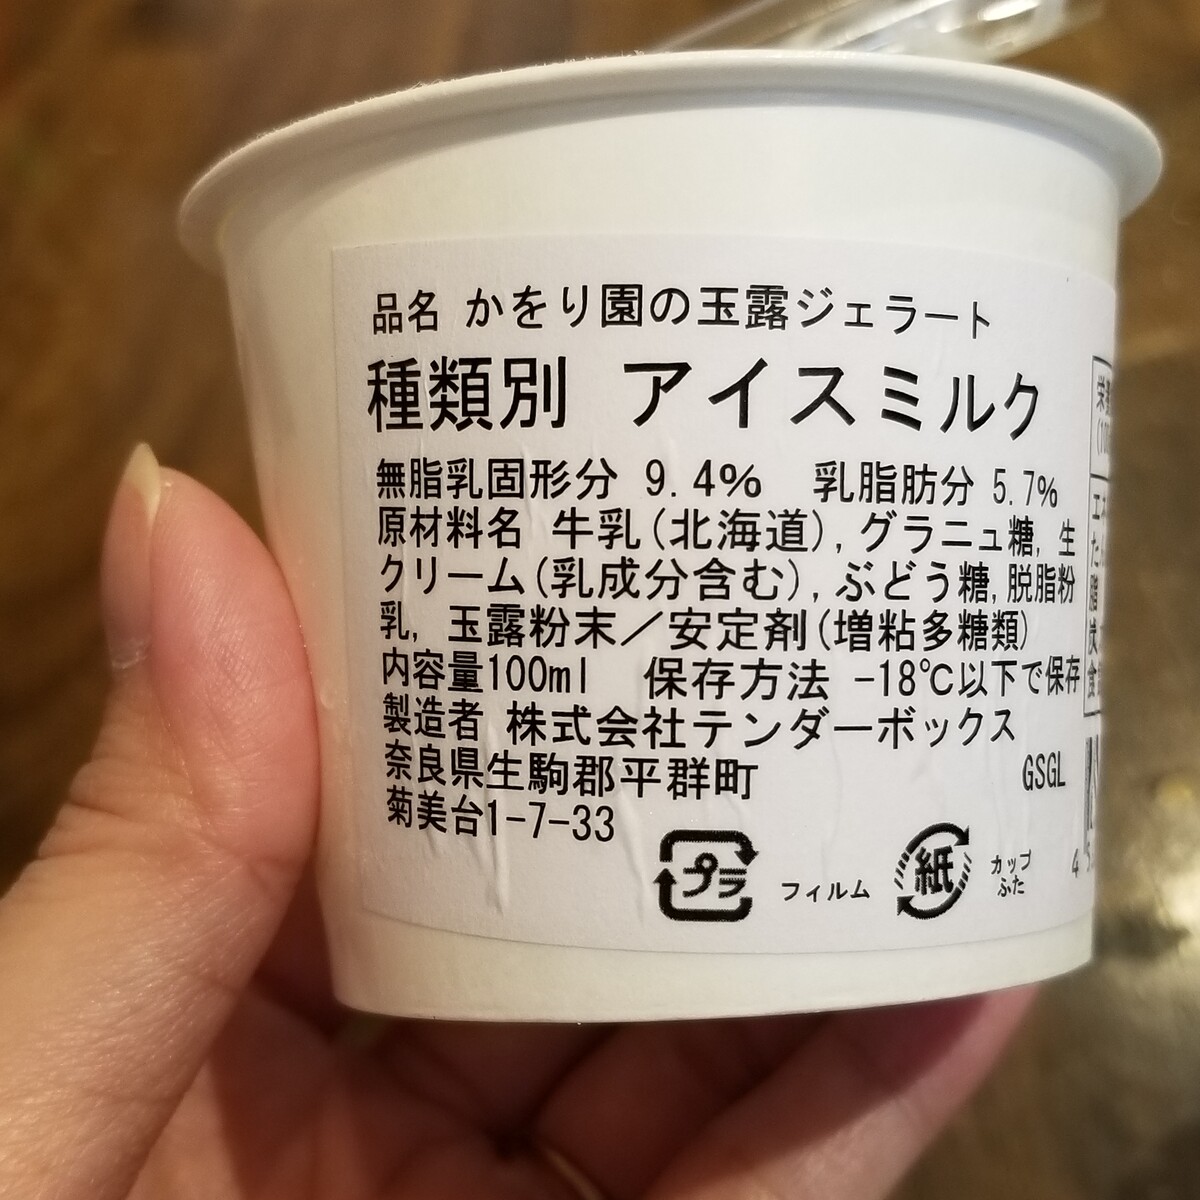 品名 かをり園の玉露ジェラート
種類別 アイスミルク
無脂乳固形分 9.4% 乳脂肪分 5.7%
原材料名 牛乳(北海道),グラニュ糖,生
クリーム(乳成分含む),ぶどう糖,脱脂粉
乳,玉露粉末／安定剤(増粘多糖類)
内容量100ml 保存方法 -18℃以下で保存
製造者 株式会社テンダーボックス
奈良県生駒郡平群町
菊美台1-7-33
GSGL
プラ フィルム 紙 カップ
ふた